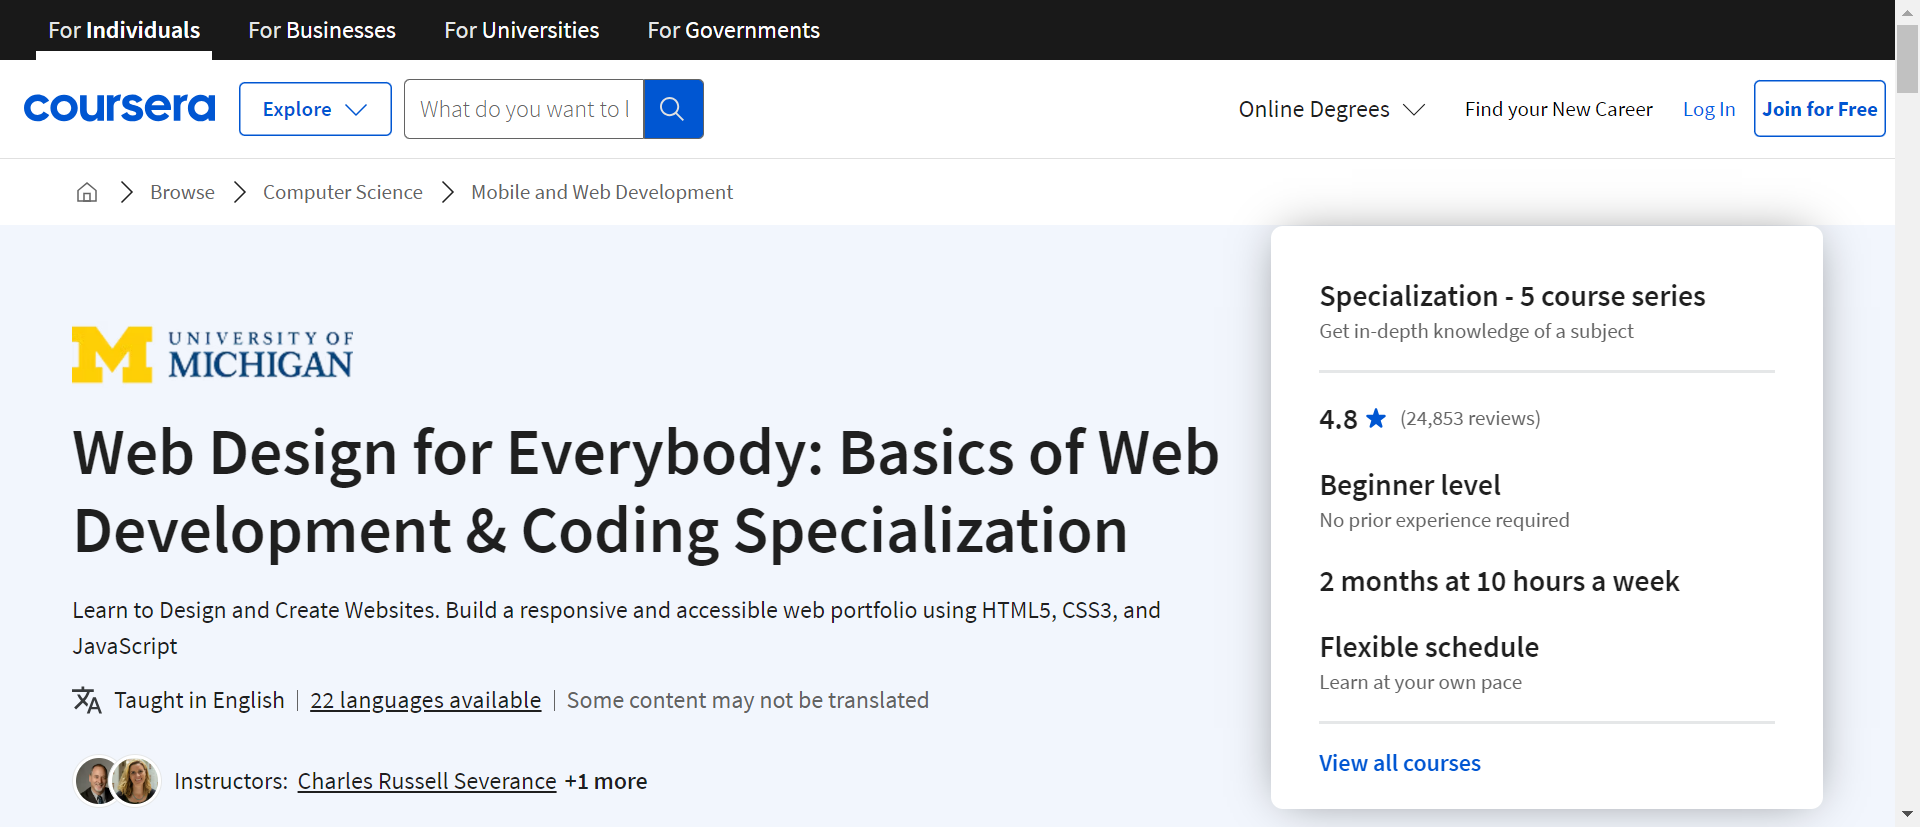 For Individuals For Businesses For Universities For Governments
coursera Explore What do you want to l Online Degrees Find your New Career Log In Join for Free
Browse Computer Science Mobile and Web Development
UNIVERSITY OF
MICHIGAN
Web Design for Everybody: Basics of Web
Development & Coding Specialization
Learn to Design and Create Websites. Build a responsive and accessible web portfolio using HTML5, CSS3, and
JavaScript
Taught in English | 22 languages available | Some content may not be translated
Instructors: Charles Russell Severance +1 more
Specialization - 5 course series
Get in-depth knowledge of a subject
4.8 ★ (24,853 reviews)
Beginner level
No prior experience required
2 months at 10 hours a week
Flexible schedule
Learn at your own pace
View all courses